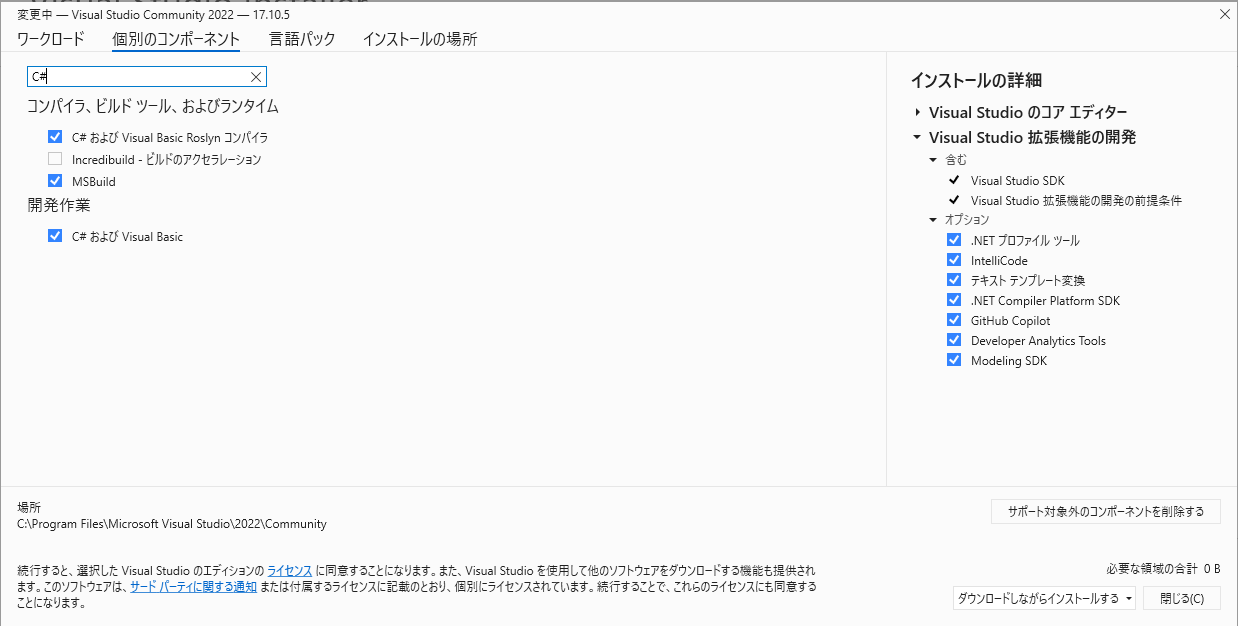 変更中 — Visual Studio Community 2022 — 17.10.5
ワークロード 個別のコンポーネント 言語パック インストールの場所
C#
コンパイラ、ビルド ツール、およびランタイム
C# および Visual Basic Roslyn コンパイラ
Incredibuild - ビルドのアクセラレーション
MSBuild
開発作業
C# および Visual Basic
インストールの詳細
Visual Studio のコア エディター
Visual Studio 拡張機能の開発
含む
Visual Studio SDK
Visual Studio 拡張機能の開発の前提条件
オプション
.NET プロファイル ツール
IntelliCode
テキスト テンプレート変換
.NET Compiler Platform SDK
GitHub Copilot
Developer Analytics Tools
Modeling SDK
場所
C:\Program Files\Microsoft Visual Studio\2022\Community
サポート対象外のコンポーネントを削除する
続行すると、選択した Visual Studio のエディションの ライセンス に同意することになります。また、Visual Studio を使用して他のソフトウェアをダウンロードする機能も提供され
ます。このソフトウェアは、サード パーティに関する通知 または付属するライセンスに記載のとおり、個別にライセンスされています。続行することで、これらのライセンスにも同意する
ことになります。
必要な領域の合計 0 B
ダウンロードしながらインストールする
閉じる(C)